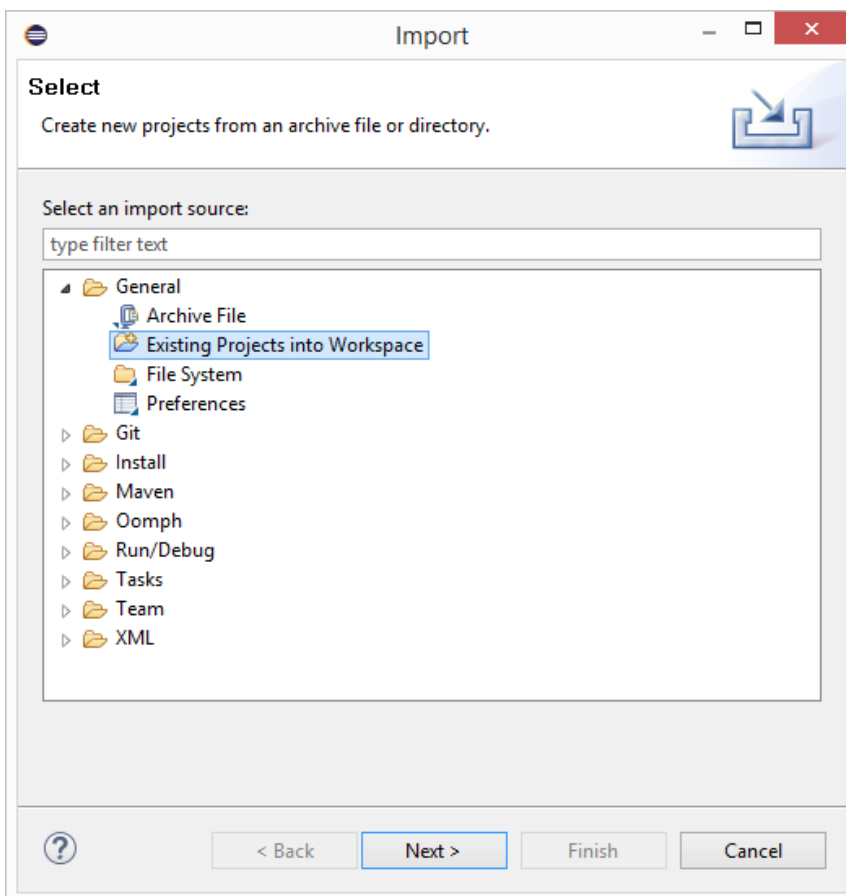 Import
Select
Create new projects from an archive file or directory.
Select an import source:
type filter text
General
Archive File
Existing Projects into Workspace
File System
Preferences
Git
Install
Maven
Oomph
Run/Debug
Tasks
Team
XML
?
< Back
Next >
Finish
Cancel